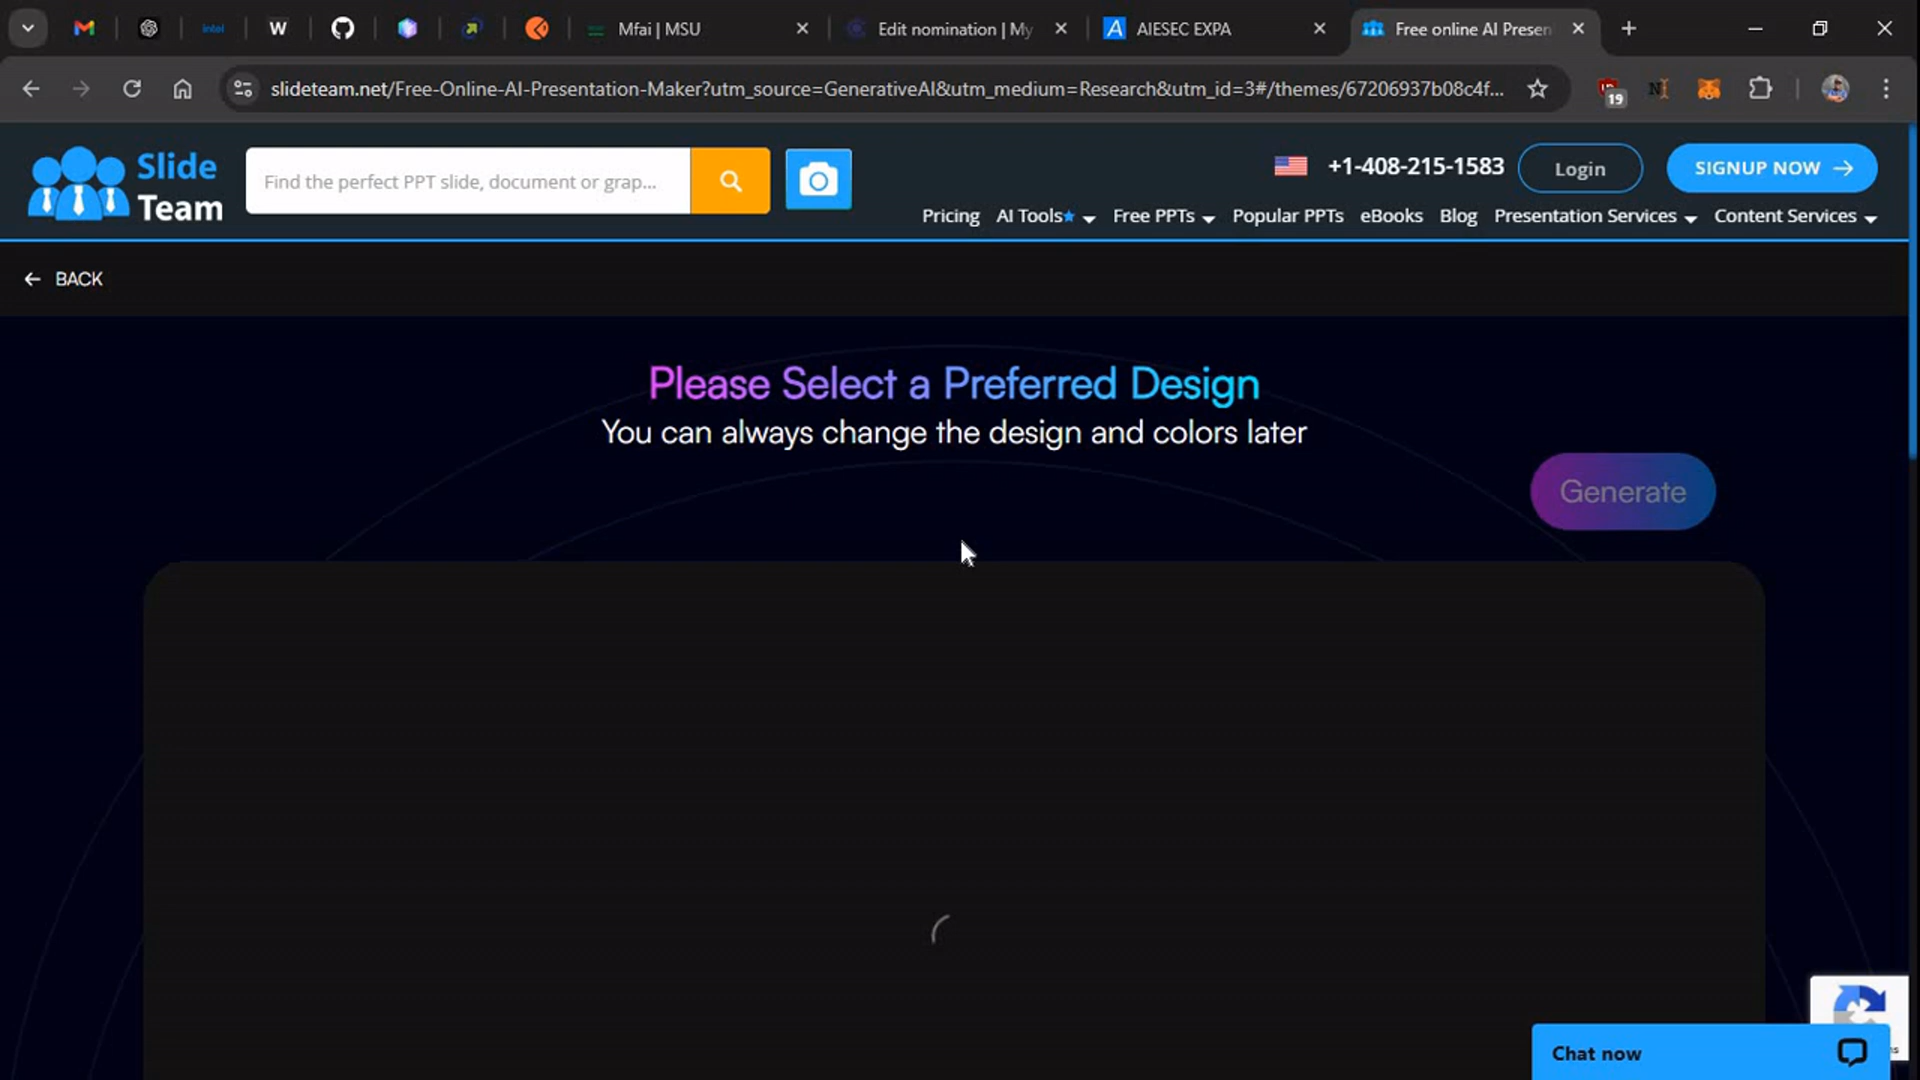 intel
W
Mfai | MSU
Edit nomination | My
AIESEC EXPA
Free online AI Presen
slideteam.net/Free-Online-AI-Presentation-Maker?utm_source=GenerativeAI&utm_medium=Research&utm_id=3#/themes/67206937b08c4f...
19
Slide
Team
Find the perfect PPT slide, document or grap...
+1-408-215-1583
Login
SIGNUP NOW
Pricing
AI Tools
Free PPTs
Popular PPTs
eBooks
Blog
Presentation Services
Content Services
BACK
Please Select a Preferred Design
You can always change the design and colors later
Generate
Chat now